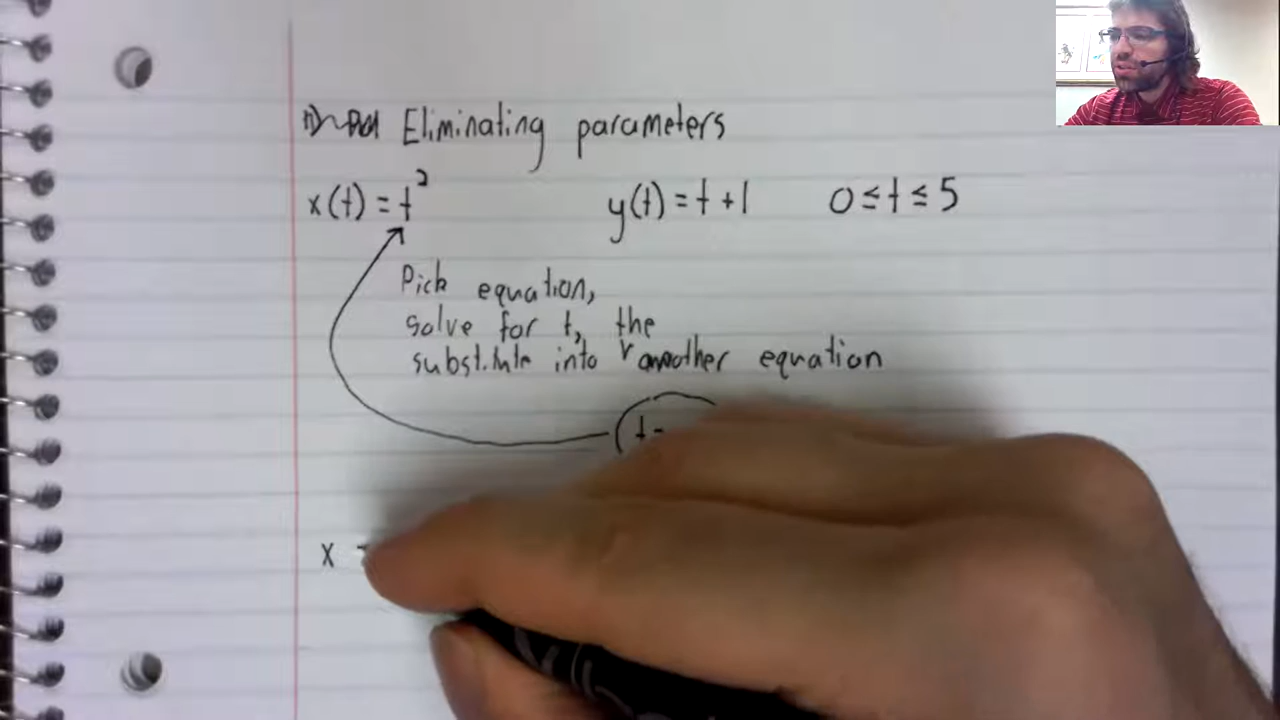 Eliminating parameters
x(t) = t² y(t) = t + 1 0 ≤ t ≤ 5
Pick equation,
solve for t, the
substitute into another equation
t =
x